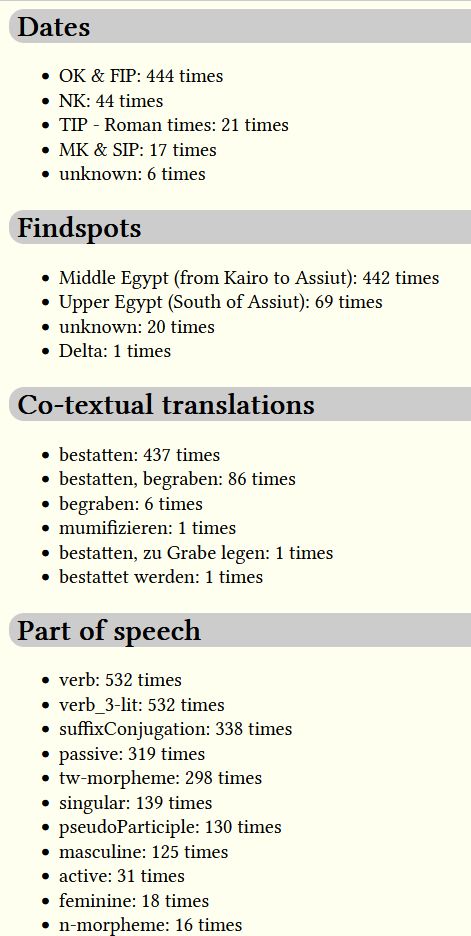 Dates
• OK & FIP: 444 times
• NK: 44 times
• TIP - Roman times: 21 times
• MK & SIP: 17 times
• unknown: 6 times
Findspots
• Middle Egypt (from Kairo to Assiut): 442 times
• Upper Egypt (South of Assiut): 69 times
• unknown: 20 times
• Delta: 1 times
Co-textual translations
• bestatten: 437 times
• bestatten, begraben: 86 times
• begraben: 6 times
• mumifizieren: 1 times
• bestatten, zu Grabe legen: 1 times
• bestattet werden: 1 times
Part of speech
• verb: 532 times
• verb_3-lit: 532 times
• suffixConjugation: 338 times
• passive: 319 times
• tw-morpheme: 298 times
• singular: 139 times
• pseudoParticiple: 130 times
• masculine: 125 times
• active: 31 times
• feminine: 18 times
• n-morpheme: 16 times